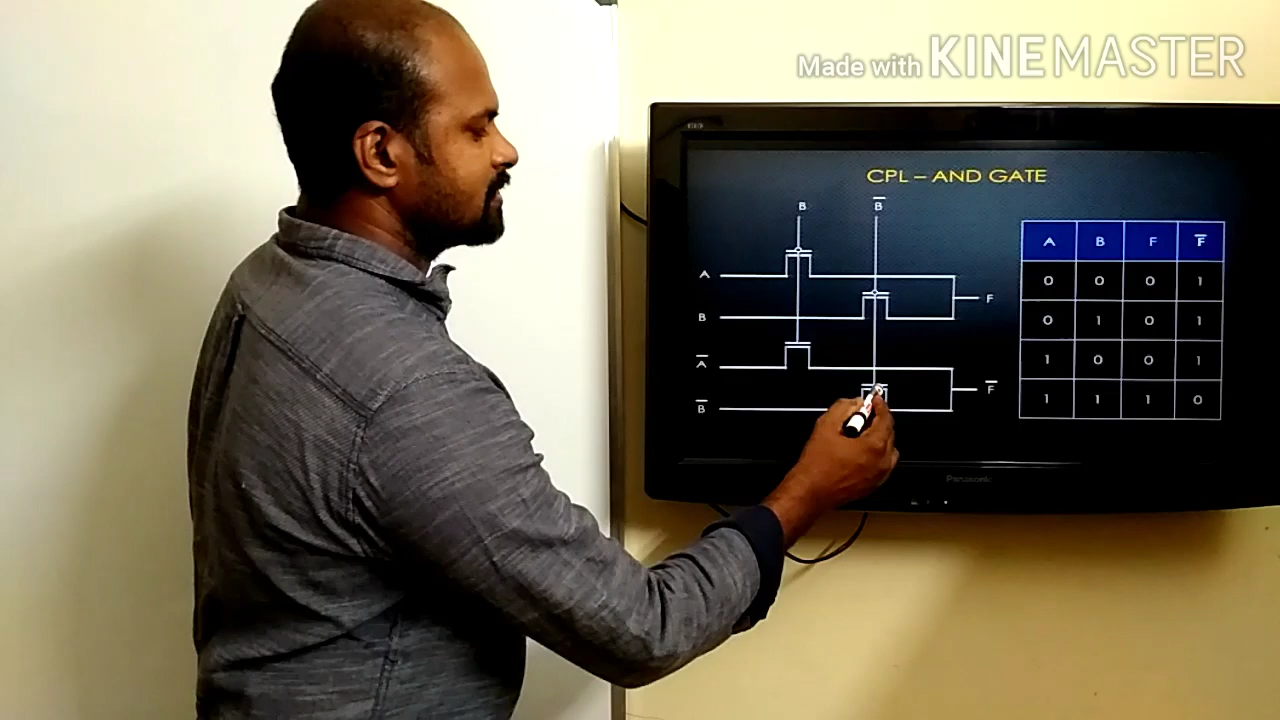 Made with KINEMASTER
CPL – AND GATE
B B̅
A
F
B
A̅
F̅
B̅
A B F F̅
0 0 0 1
0 1 0 1
1 0 0 1
1 1 1 0
Panasonic